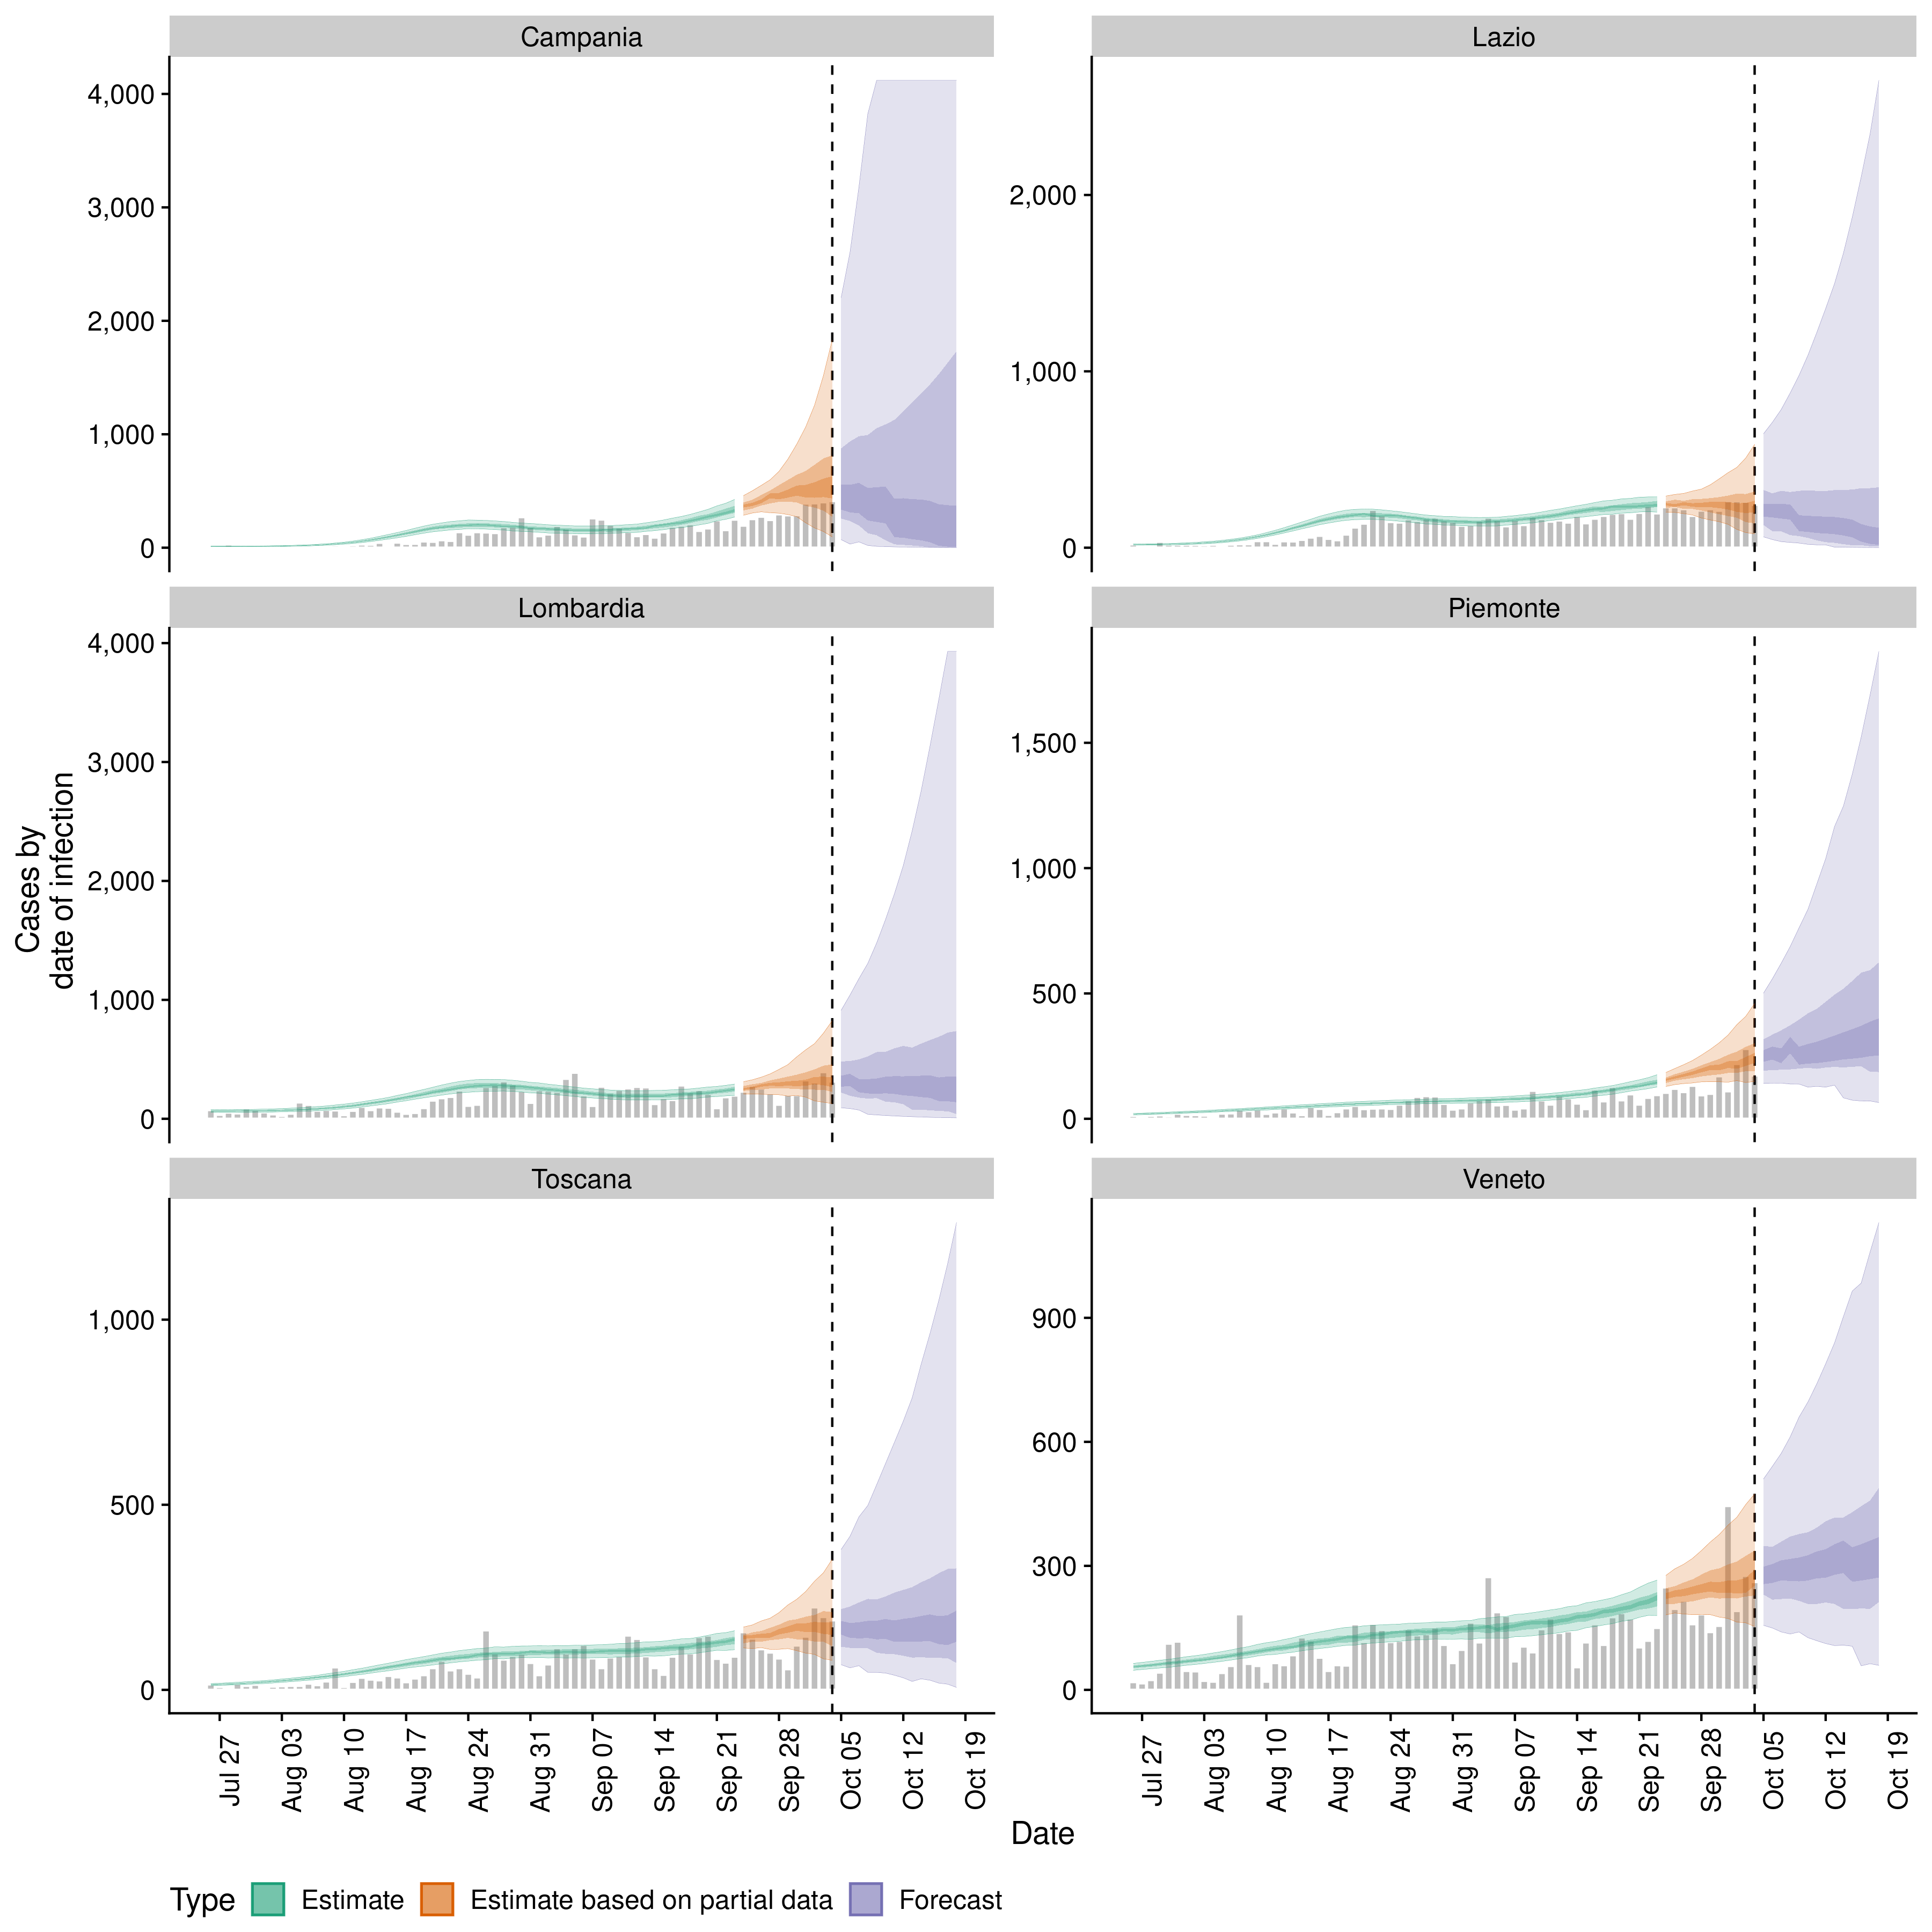 Campania
Lazio
4,000
3,000
2,000
1,000
0
2,000
1,000
0
Lombardia
Piemonte
4,000
3,000
2,000
1,000
0
1,500
1,000
500
0
Cases by
date of infection
Toscana
Veneto
1,000
500
0
900
600
300
0
Jul 27
Aug 03
Aug 10
Aug 17
Aug 24
Aug 31
Sep 07
Sep 14
Sep 21
Sep 28
Oct 05
Oct 12
Oct 19
Jul 27
Aug 03
Aug 10
Aug 17
Aug 24
Aug 31
Sep 07
Sep 14
Sep 21
Sep 28
Oct 05
Oct 12
Oct 19
Date
Type Estimate Estimate based on partial data Forecast